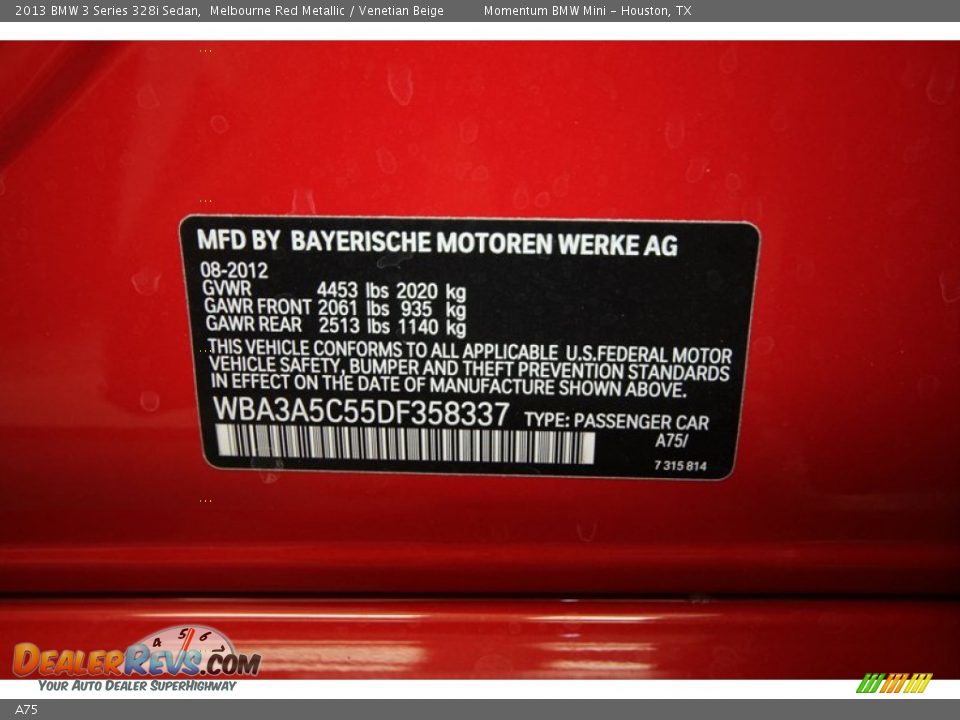 2013 BMW 3 Series 328i Sedan, Melbourne Red Metallic / Venetian Beige Momentum BMW Mini - Houston, TX
MFD BY BAYERISCHE MOTOREN WERKE AG
08-2012
GVWR 4453 lbs 2020 kg
GAWR FRONT 2061 lbs 935 kg
GAWR REAR 2513 lbs 1140 kg
THIS VEHICLE CONFORMS TO ALL APPLICABLE U.S.FEDERAL MOTOR
VEHICLE SAFETY, BUMPER AND THEFT PREVENTION STANDARDS
IN EFFECT ON THE DATE OF MANUFACTURE SHOWN ABOVE.
WBA3A5C55DF358337 TYPE: PASSENGER CAR
A75/
7 315 814
4 5 6
DEALERREVS.COM
YOUR AUTO DEALER SUPERHIGHWAY
A75